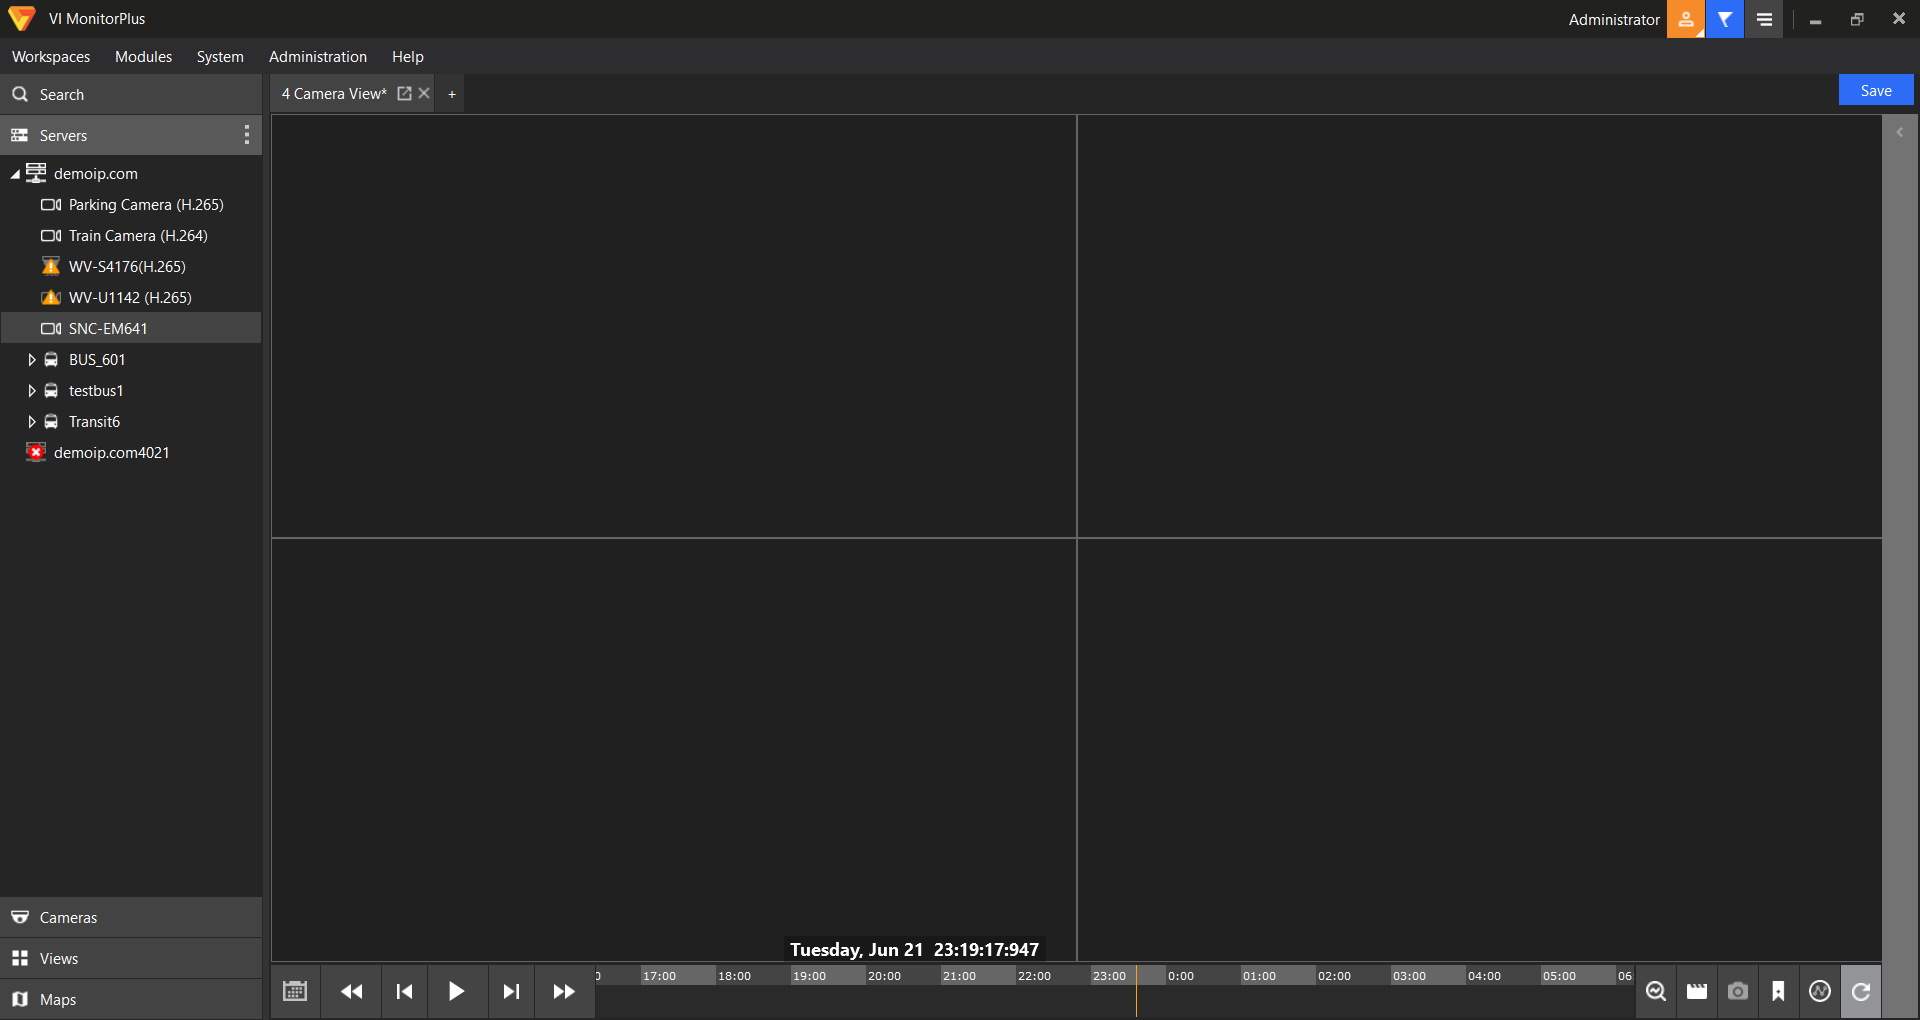 VI MonitorPlus
Administrator
Workspaces Modules System Administration Help
Search
4 Camera View* +
Save
Servers
demoip.com
Parking Camera (H.265)
Train Camera (H.264)
WV-S4176(H.265)
WV-U1142 (H.265)
SNC-EM641
BUS_601
testbus1
Transit6
demoip.com4021
Cameras
Views
Maps
Tuesday, Jun 21 23:19:17:947
17:00 18:00 19:00 20:00 21:00 22:00 23:00 0:00 01:00 02:00 03:00 04:00 05:00 06